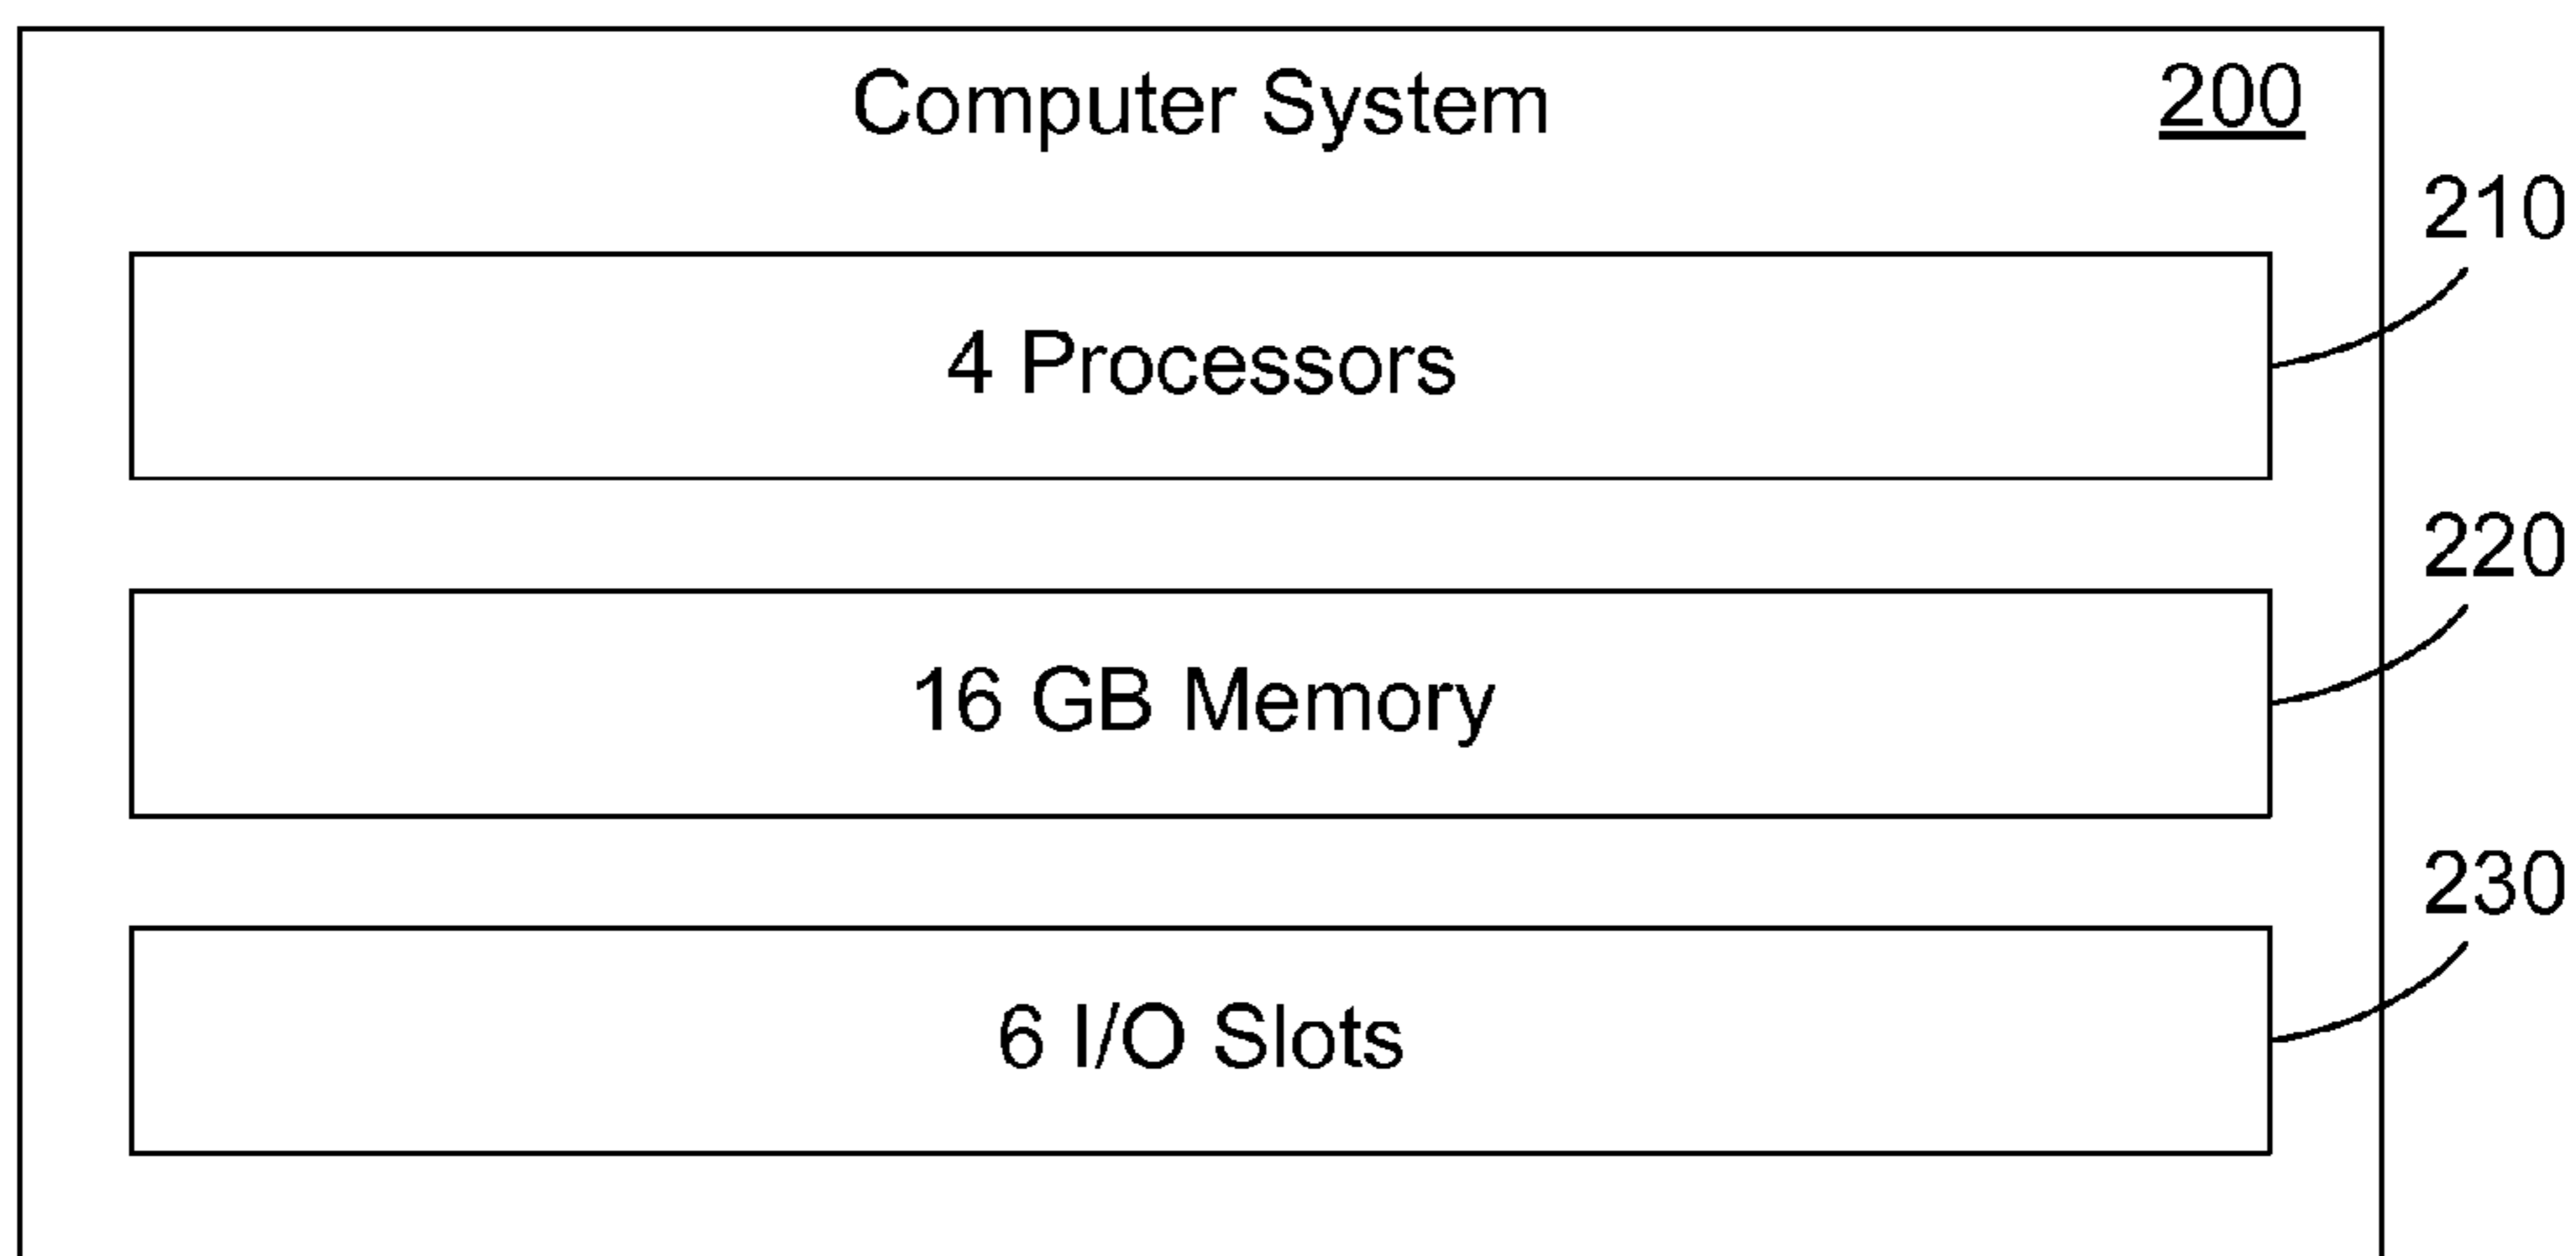 Computer System
200
210
4 Processors
220
16 GB Memory
230
6 I/O Slots